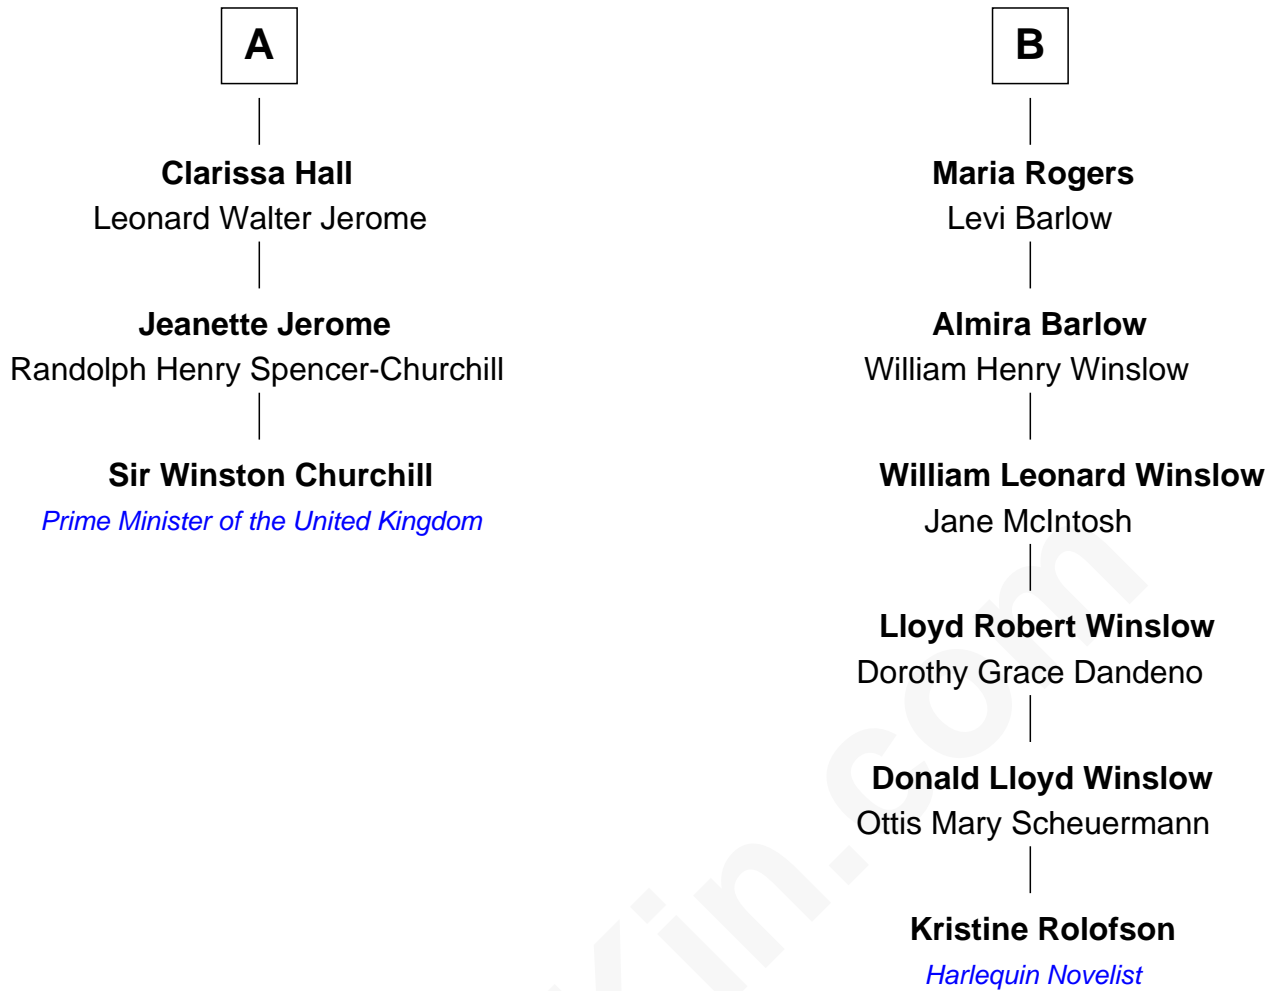 A
Clarissa Hall
Leonard Walter Jerome
Jeanette Jerome
Randolph Henry Spencer-Churchill
Sir Winston Churchill
Prime Minister of the United Kingdom
B
Maria Rogers
Levi Barlow
Almira Barlow
William Henry Winslow
William Leonard Winslow
Jane McIntosh
Lloyd Robert Winslow
Dorothy Grace Dandeno
Donald Lloyd Winslow
Ottis Mary Scheuermann
Kristine Rolofson
Harlequin Novelist
Kin.com